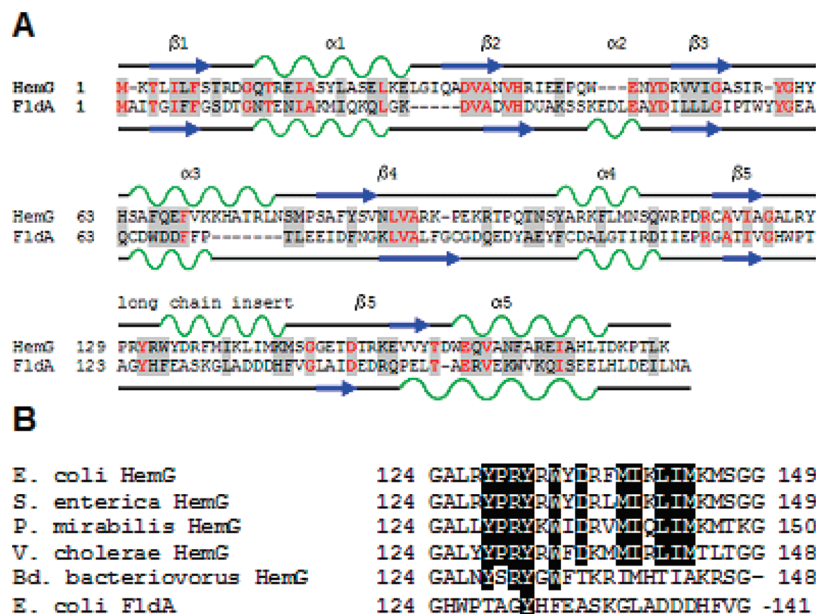 A
β1 α1 β2 α2 β3
HemG 1 M-KTLILFSTRDGQTREIASYLASELKELGIQADVANVHRIEEPQW---ENYDRVVIGASIR-YGHY
FldA 1 MAITGIFFGSDTGNTENIAKMIQKQLGK-----DVADVHDUAKSSKEDLEAYDILLLGIPTWYYGEA
α3 β4 α4 β5
HemG 63 HSAFQEFVKKHATRLNSMPSAFYSVNLVARK-PEKRTPQTNSYARKFLMNSQWRPDRCAVIAGALRY
FldA 63 QCDWDDFFP-------TLEEIDFNGKLVALFGCGDQEDYAEYFCDALGTIRDIIEPRGATIVGHWPT
long chain insert β5 α5
HemG 129 PRYRWYDRFMIKLIMKMSGGETDTRKEVVYTDWEQVANFAREIAHLTDKPTLK
FldA 123 AGYHFEASKGLADDDHFVGLAIDEDRQPELT-AERVEKWVKQISEELHLDEILNA
B
E. coli HemG 124 GALRYPRYRWYDRFMIKLIMKMSGG 149
S. enterica HemG 124 GALRYPRYRWYDRLMIKLIMKMSGG 149
P. mirabilis HemG 124 GALLYPRYKWIDRVMIQLIMKMTKG 150
V. cholerae HemG 124 GALYYPRYRWFDKMMIRLIMTLTGG 148
Bd. bacteriovorus HemG 124 GALNYSRYGWFTKRIMHTIAKRSG- 148
E. coli FldA 124 GHWPTAGYHFEASKGLADDDHFVG -141